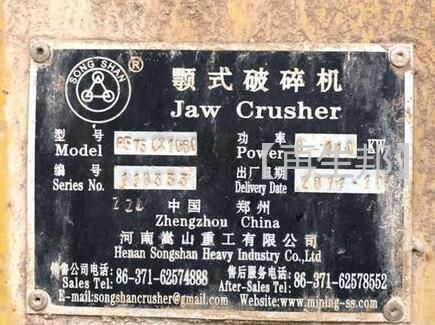 SONG SHAN ®
颚式破碎机
Jaw Crusher
型号 功率
Model PE750X1060 Power KW
编号 出厂日期
Series No. Delivery Date
中国 郑州
Zhengzhou China
河南嵩山重工有限公司
Henan Songshan Heavy Industry Co.,Ltd
销售公司电话: 售后服务电话:
Sales Tel: 86-371-62574888 After-Sales Tel: 86-371-62578552
E-mail:songshancrusher@gmail.com Website:www.mining-ss.com